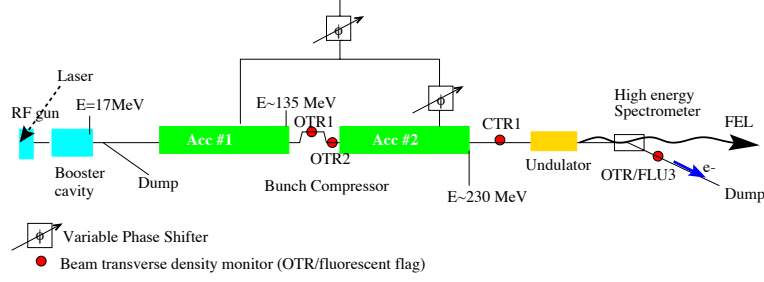 ϕ
Laser
RF gun
E=17MeV
E~135 MeV
ϕ
High energy
Spectrometer
FEL
OTR1
CTR1
Acc #1
Acc #2
OTR2
Undulator
Booster
cavity
Dump
Bunch Compressor
OTR/FLU3
e-
E~230 MeV
Dump
ϕ Variable Phase Shifter
Beam transverse density monitor (OTR/fluorescent flag)